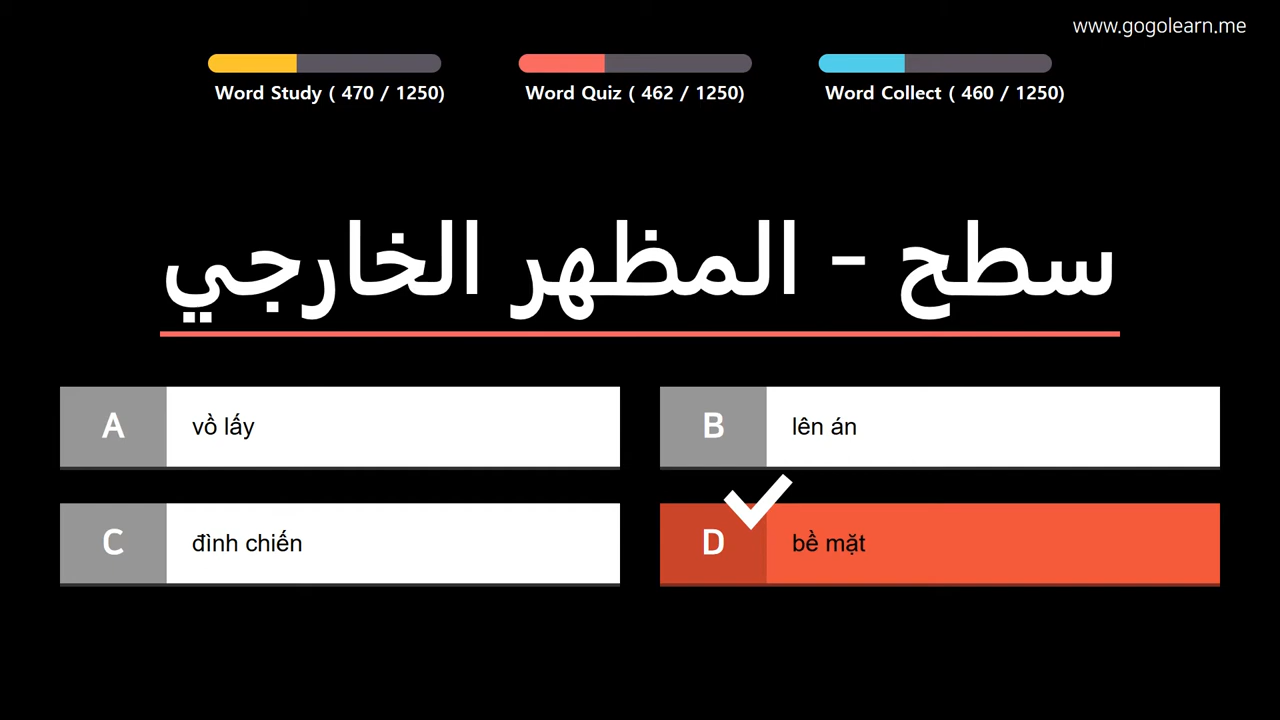 www.gogolearn.me
Word Study ( 470 / 1250)
Word Quiz ( 462 / 1250)
Word Collect ( 460 / 1250)
سطح - المظهر الخارجي
A
vồ lấy
B
lên án
C
đình chiến
D
bề mặt